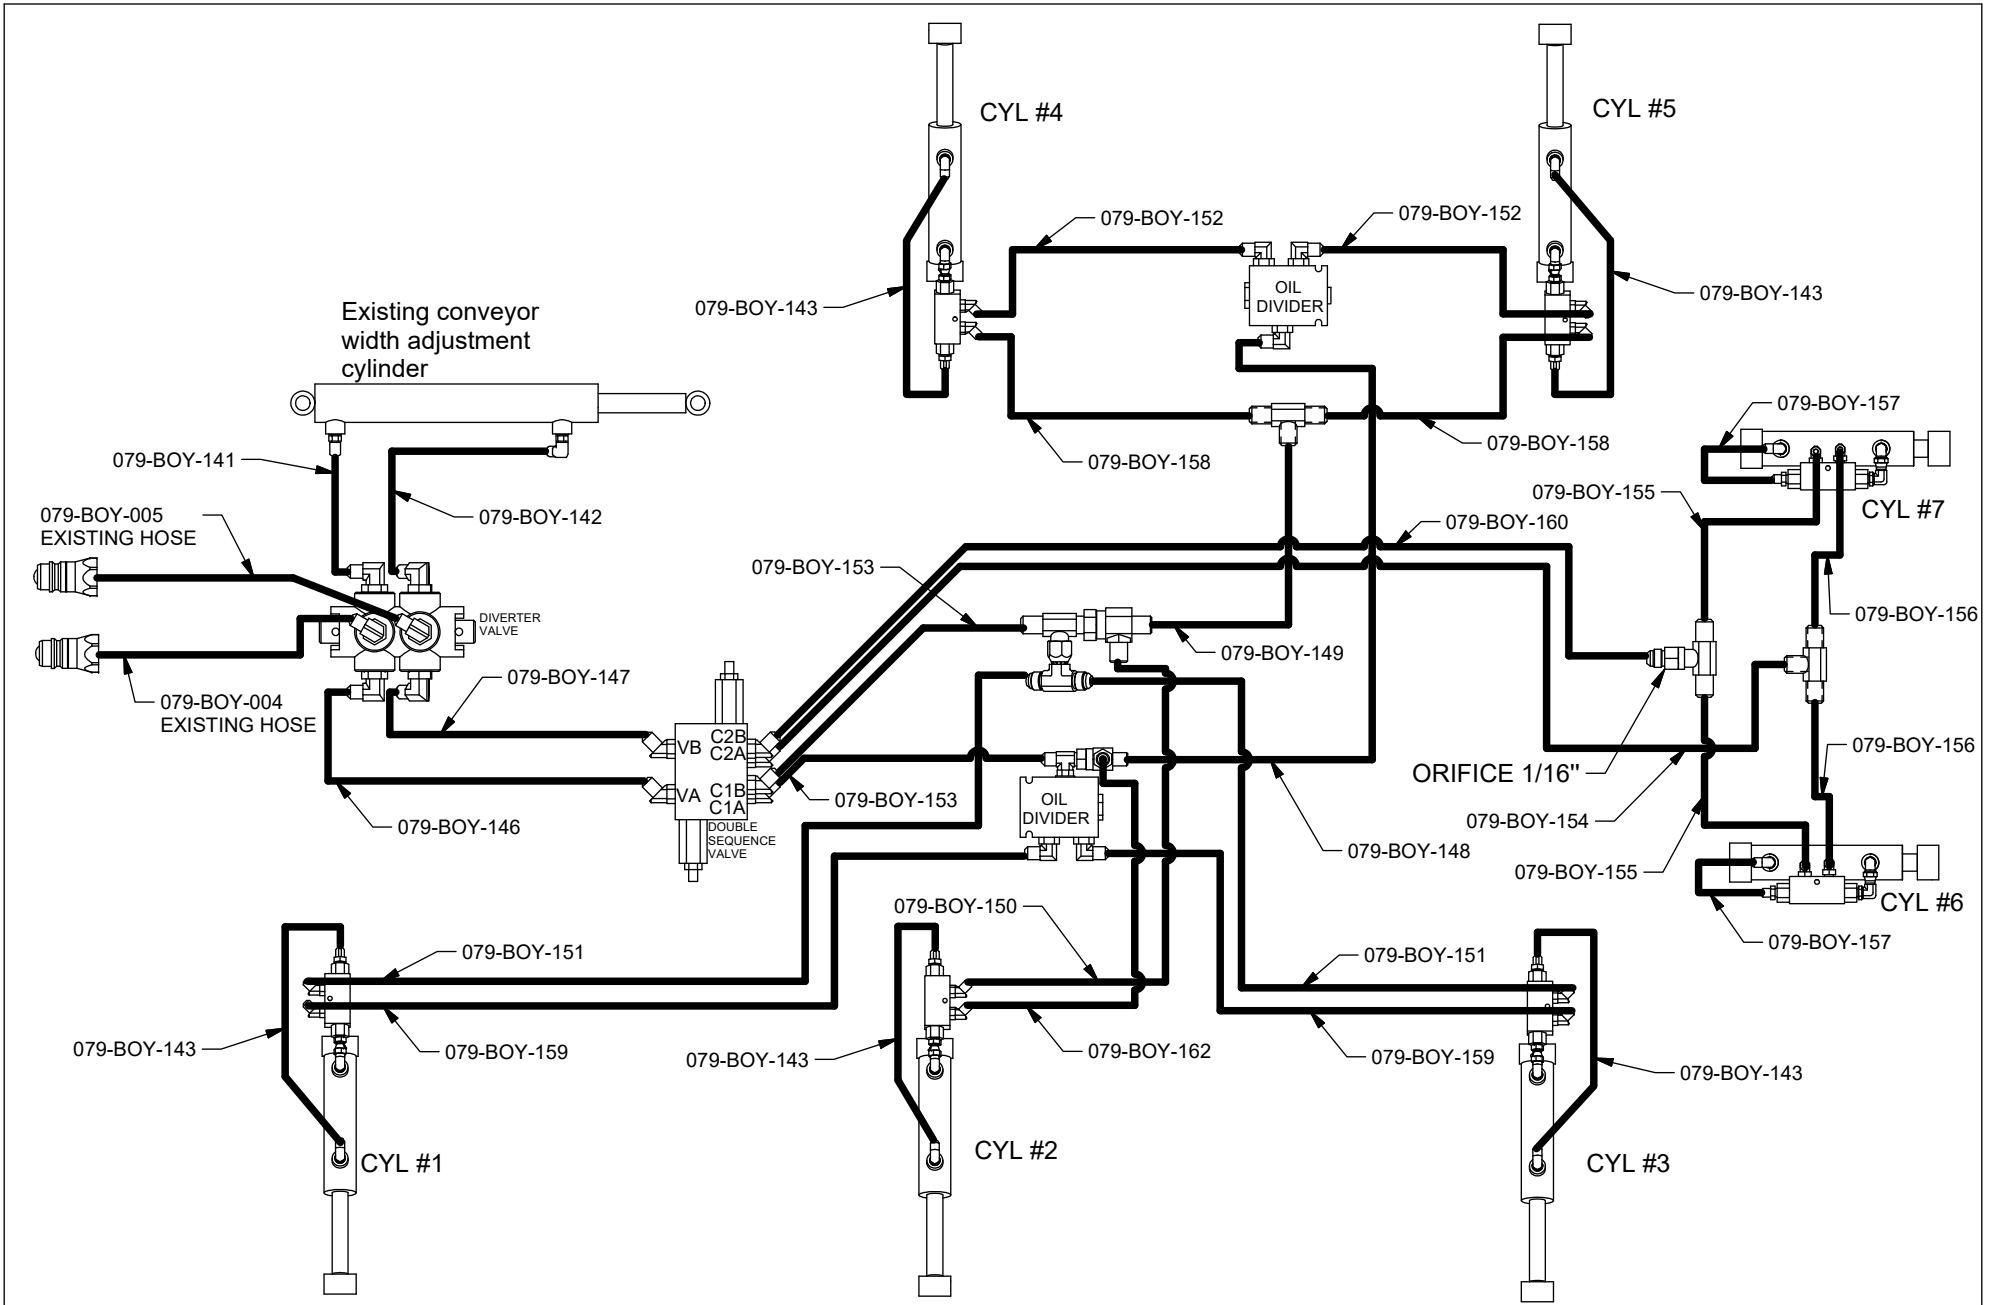 CYL #4
CYL #5
079-BOY-152
079-BOY-152
079-BOY-143
OIL
DIVIDER
079-BOY-143
Existing conveyor
width adjustment
cylinder
079-BOY-157
079-BOY-141
079-BOY-158
079-BOY-158
079-BOY-155
CYL #7
079-BOY-005
EXISTING HOSE
079-BOY-142
079-BOY-160
079-BOY-153
DIVERTER
VALVE
079-BOY-156
079-BOY-149
079-BOY-147
079-BOY-004
EXISTING HOSE
VB
C2B
C2A
079-BOY-156
ORIFICE 1/16"
VA
C1B
C1A
079-BOY-153
OIL
DIVIDER
079-BOY-146
DOUBLE
SEQUENCE
VALVE
079-BOY-154
079-BOY-148
079-BOY-155
CYL #6
079-BOY-150
079-BOY-157
079-BOY-151
079-BOY-151
079-BOY-143
079-BOY-159
079-BOY-143
079-BOY-162
079-BOY-159
079-BOY-143
CYL #1
CYL #2
CYL #3